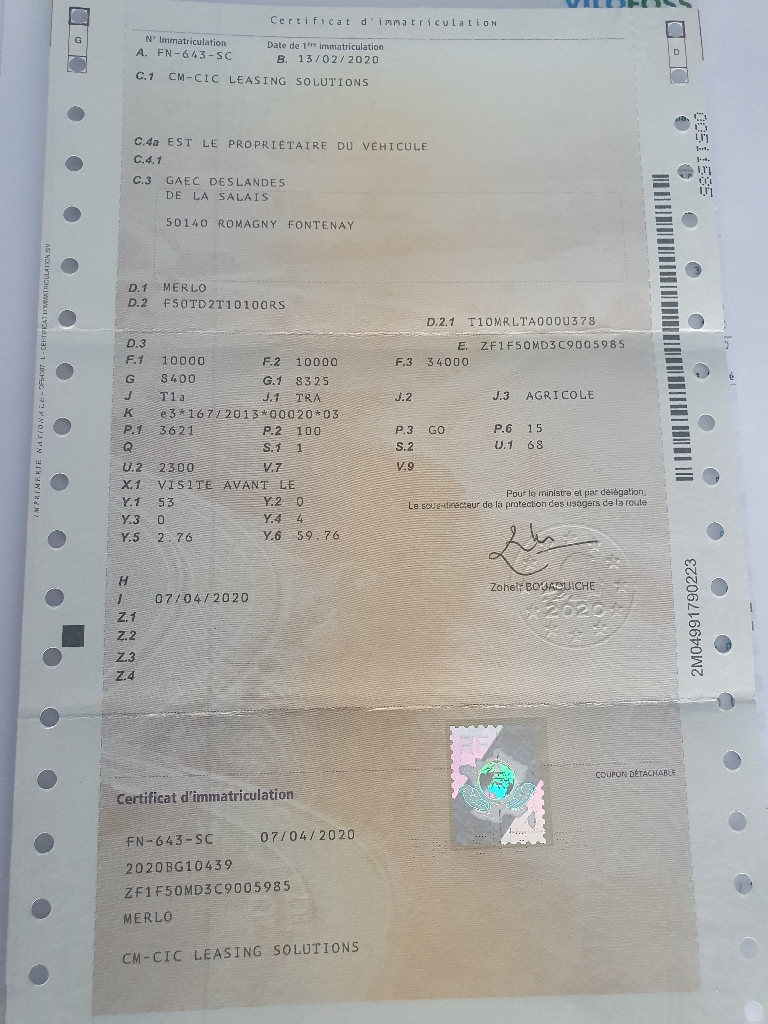 VILOFOSS
Certificat d'immatriculation
G
D
N° Immatriculation
Date de 1ère immatriculation
A. FN-643-SC
B. 13/02/2020
C.1 CM-CIC LEASING SOLUTIONS
C.4a EST LE PROPRIÉTAIRE DU VÉHICULE
C.4.1
C.3 GAEC DESLANDES
DE LA SALAIS
50140 ROMAGNY FONTENAY
D.1 MERLO
D.2 F50TD2T10100RS
D.2.1 T10MRLTA000U378
D.3
E. ZF1F50MD3C9005985
F.1 10000 F.2 10000 F.3 34000
G 8400 G.1 8325
J T1a J.1 TRA J.2 J.3 AGRICOLE
K e3*167/2013*00020*03
P.1 3621 P.2 100 P.3 GO P.6 15
Q S.1 1 S.2 U.1 68
U.2 2300 V.7 V.9
X.1 VISITE AVANT LE
Y.1 53 Y.2 0
Y.3 0 Y.4 4
Y.5 2.76 Y.6 59.76
Pour le ministre et par délégation,
Le sous-directeur de la protection des usagers de la route
Zoheir BOUAOUICHE
2020
H
I 07/04/2020
Z.1
Z.2
Z.3
Z.4
2M04991790223
COUPON DÉTACHABLE
Certificat d'immatriculation
FN-643-SC 07/04/2020
2020BG10439
ZF1F50MD3C9005985
MERLO
CM-CIC LEASING SOLUTIONS